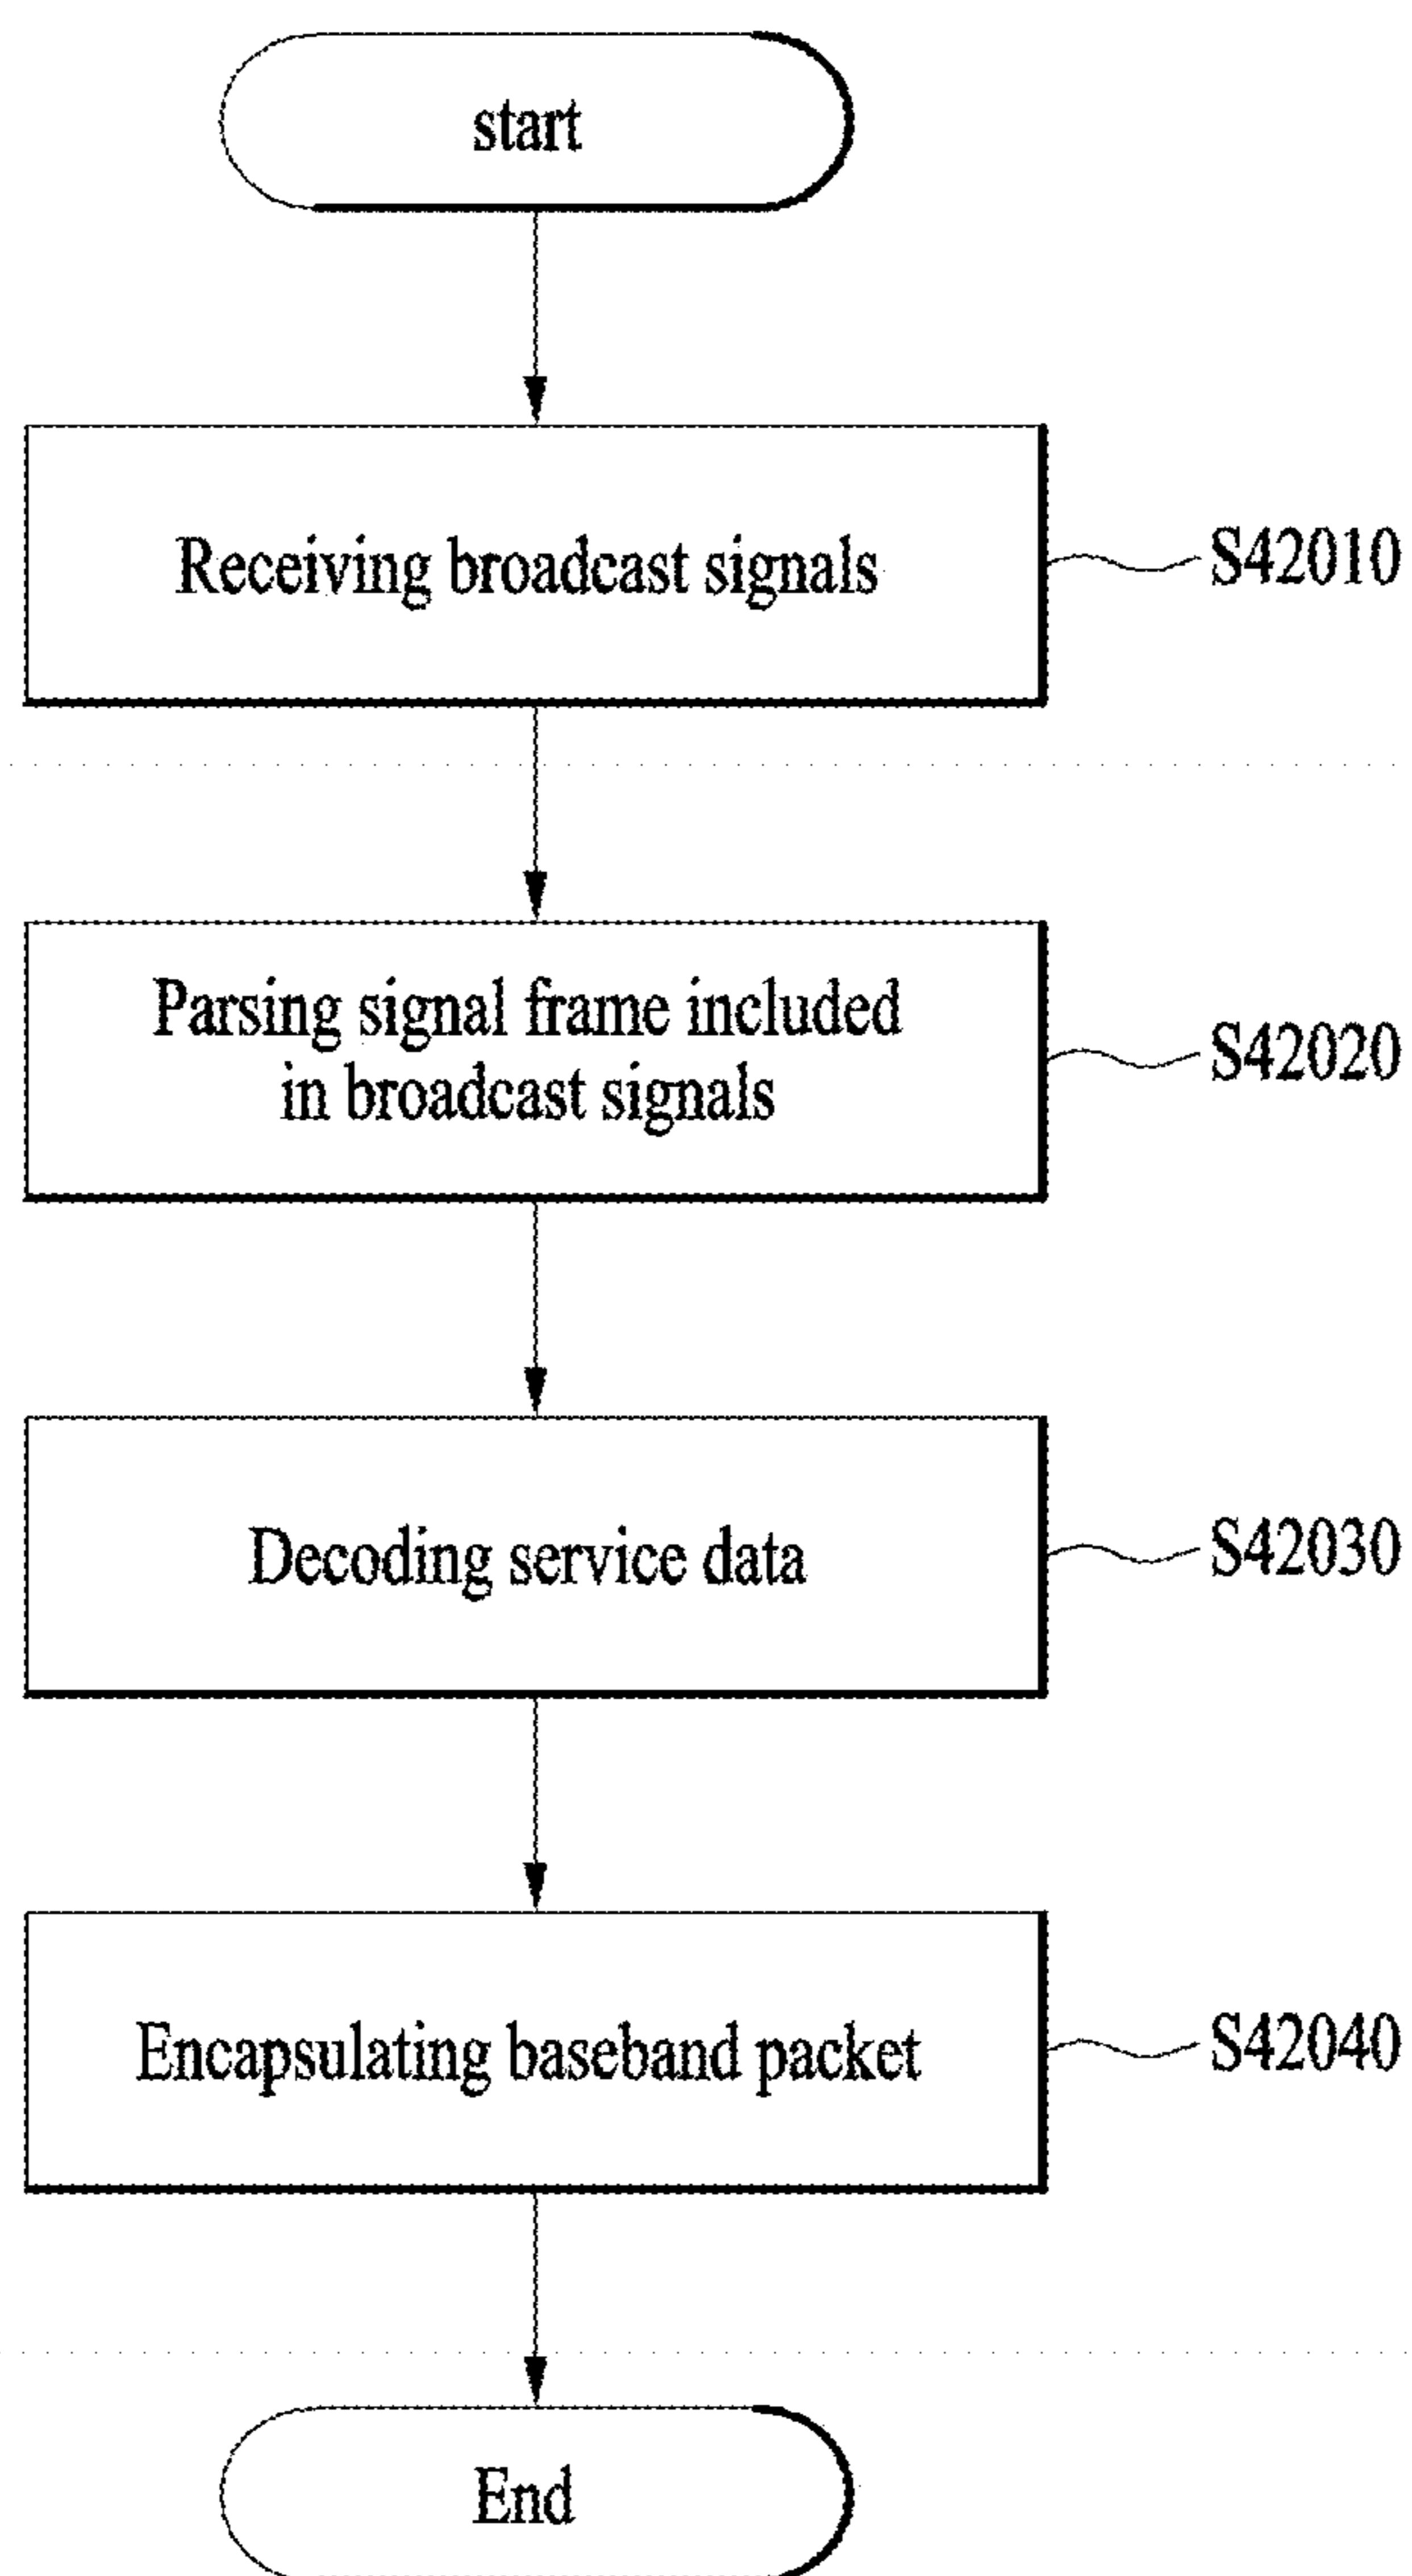 start
Receiving broadcast signals
S42010
Parsing signal frame included
in broadcast signals
S42020
Decoding service data
S42030
Encapsulating baseband packet
S42040
End